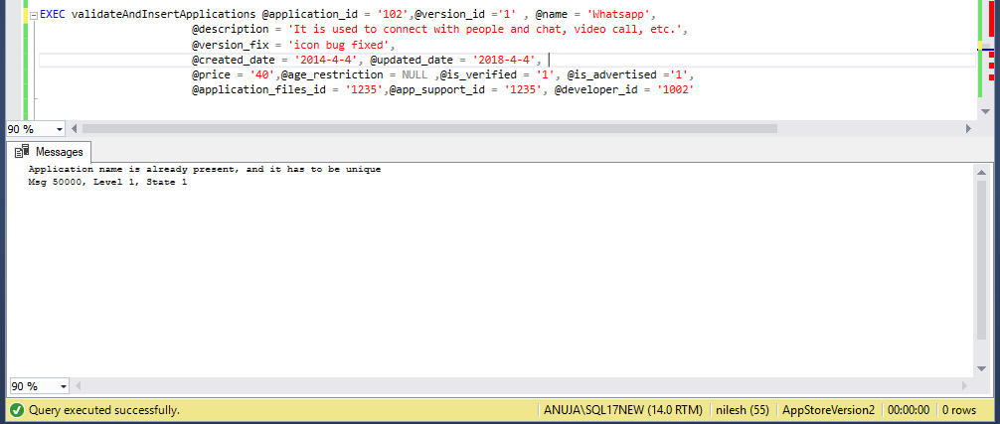 EXEC validateAndInsertApplications @application_id = '102',@version_id ='1' , @name = 'Whatsapp',
@description = 'It is used to connect with people and chat, video call, etc.',
@version_fix = 'icon bug fixed',
@created_date = '2014-4-4', @updated_date = '2018-4-4',
@price = '40',@age_restriction = NULL ,@is_verified = '1', @is_advertised ='1',
@application_files_id = '1235',@app_support_id = '1235', @developer_id = '1002'
90 %
Messages
Application name is already present, and it has to be unique
Msg 50000, Level 1, State 1
90 %
Query executed successfully. ANUJA\SQL17NEW (14.0 RTM) nilesh (55) AppStoreVersion2 00:00:00 0 rows